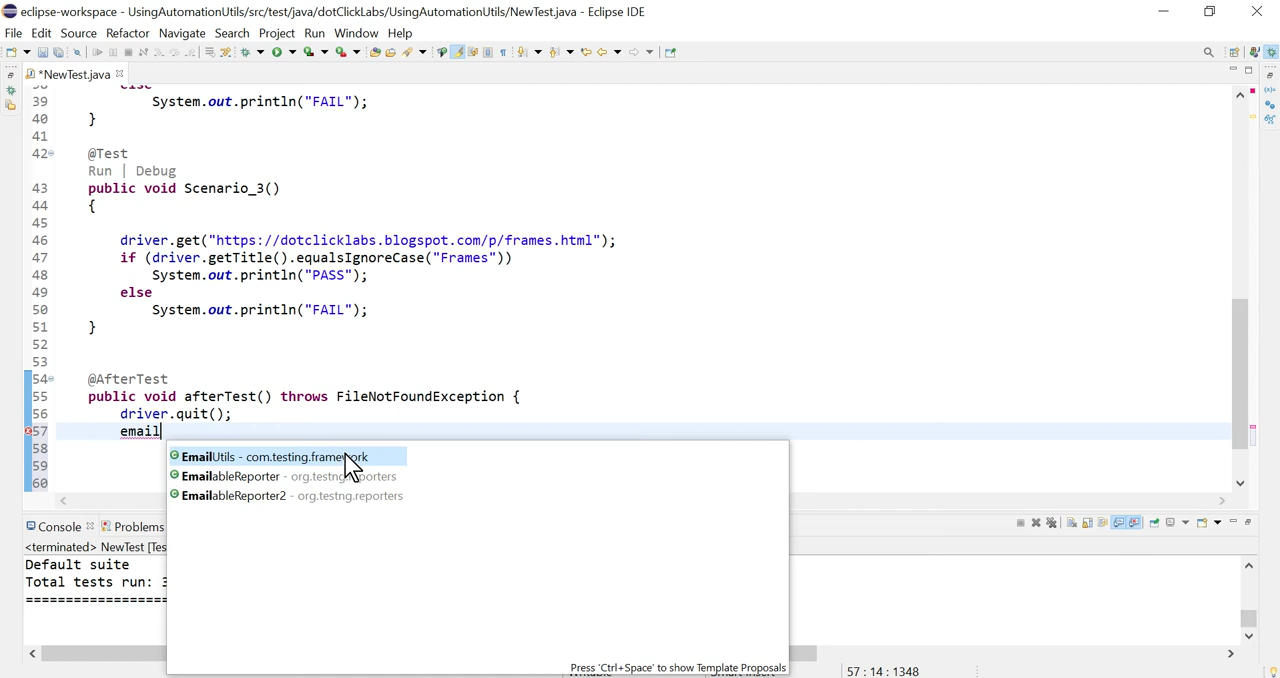 eclipse-workspace - UsingAutomationUtils/src/test/java/dotClickLabs/UsingAutomationUtils/NewTest.java - Eclipse IDE
File Edit Source Refactor Navigate Search Project Run Window Help
*NewTest.java
else
39 System.out.println("FAIL");
40 }
41
42 @Test
Run | Debug
43 public void Scenario_3()
44 {
45
46 driver.get("https://dotclicklabs.blogspot.com/p/frames.html");
47 if (driver.getTitle().equalsIgnoreCase("Frames"))
48 System.out.println("PASS");
49 else
50 System.out.println("FAIL");
51 }
52
53
54 @AfterTest
55 public void afterTest() throws FileNotFoundException {
56 driver.quit();
57 email
58 EmailUtils - com.testing.framework
59 EmailableReporter - org.testng.reporters
60 EmailableReporter2 - org.testng.reporters
Console Problems
<terminated> NewTest [Tes
Default suite
Total tests run: 3
====================
Press 'Ctrl+Space' to show Template Proposals
Writable Smart Insert 57 : 14 : 1348